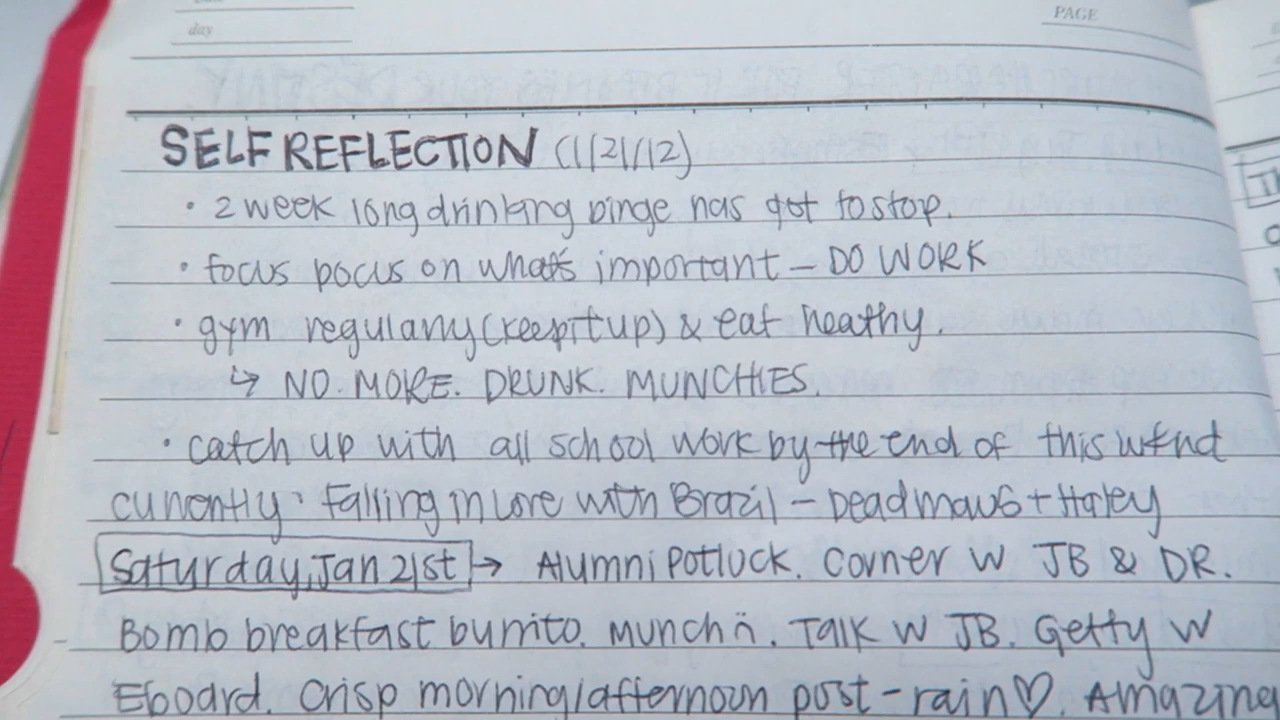 day
PAGE
SELF REFLECTION (1/21/12)
• 2 week long drinking binge has got to stop.
• focus pocus on what's important – DO WORK
• gym regularly (keep it up) & eat heathy.
↳ NO. MORE. DRUNK. MUNCHIES.
• catch up with all school work by the end of this wknd
currently: Falling in Love with Brazil – Deadmau5 + Haley
Saturday, Jan 21st → Alumni Potluck. Corner W JB & DR.
Bomb breakfast burrito. Munch n. Talk W JB. Getty W
Eboard. Crisp morning/afternoon post-rain♡. Amazing